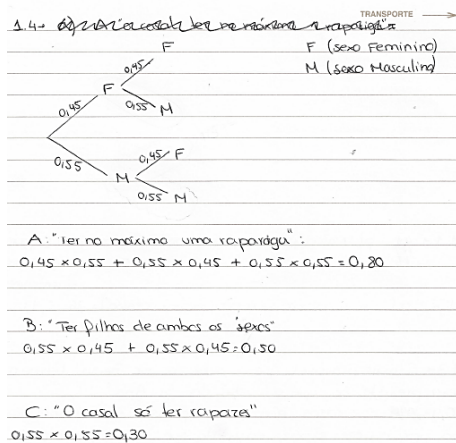 TRANSPORTE
1.4-
F (sexo Feminino)
M (sexo Masculino)
F
0,45
F
0,45
0,55
M
0,55
M
0,45
F
0,55
M
A: "Ter no máximo uma rapariga":
0,45 x 0,55 + 0,55 x 0,45 + 0,55 x 0,55 = 0,80
B: "Ter filhos de ambos os sexos"
0,55 x 0,45 + 0,55 x 0,45 = 0,50
C: "O casal só ter rapazes"
0,55 x 0,55 = 0,30